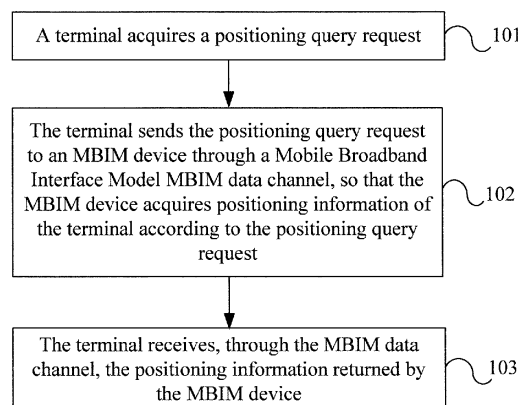 A terminal acquires a positioning query request
101
The terminal sends the positioning query request
to an MBIM device through a Mobile Broadband
Interface Model MBIM data channel, so that the
MBIM device acquires positioning information of
the terminal according to the positioning query
request
102
The terminal receives, through the MBIM data
channel, the positioning information returned by
the MBIM device
103